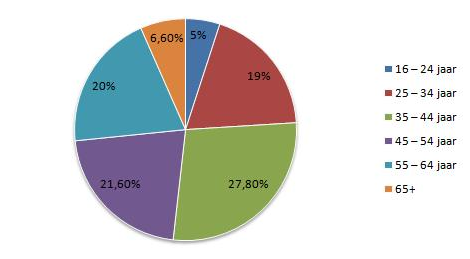 6,60%
5%
19%
20%
21,60%
27,80%
16 – 24 jaar
25 – 34 jaar
35 – 44 jaar
45 – 54 jaar
55 – 64 jaar
65+